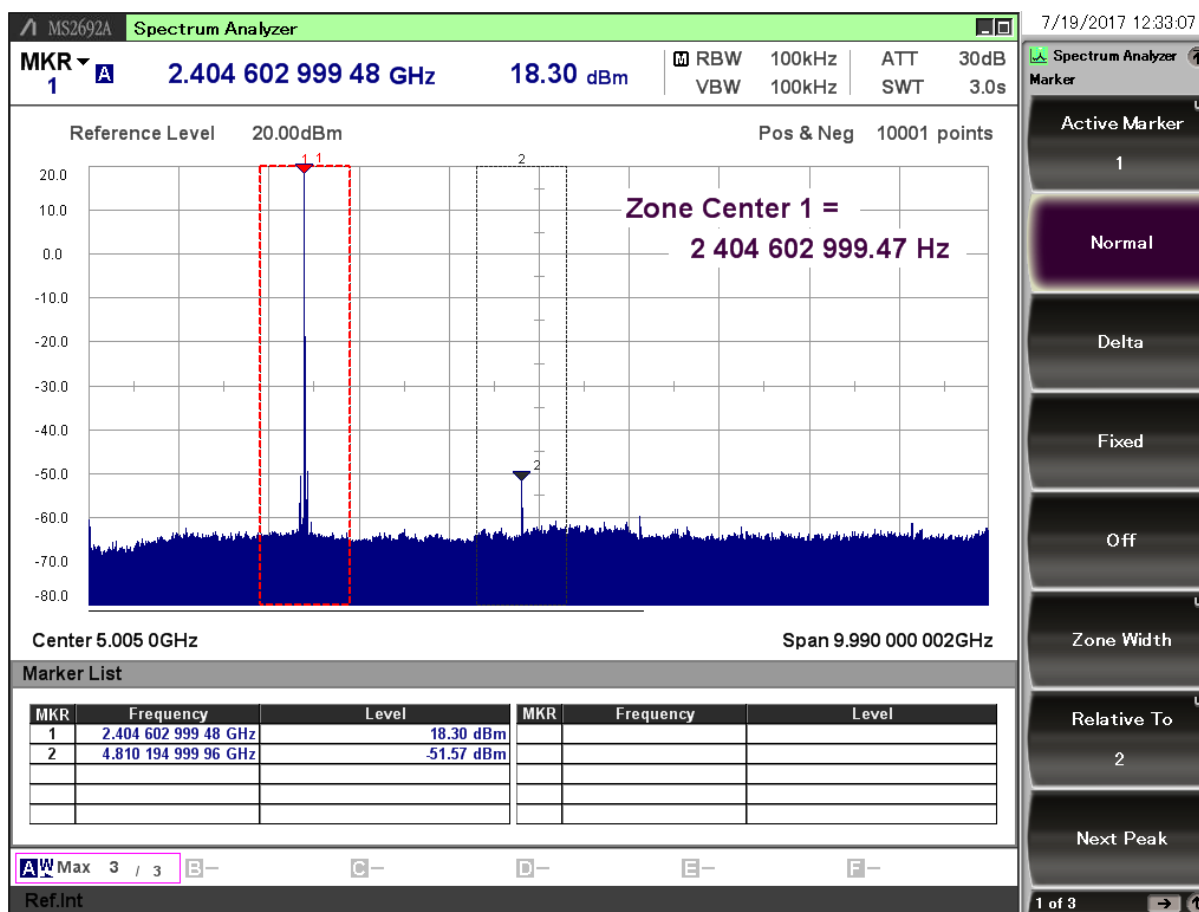 MS2692A Spectrum Analyzer
7/19/2017 12:33:07
MKR A 2.404 602 999 48 GHz 18.30 dBm
1
M RBW 100kHz ATT 30dB
VBW 100kHz SWT 3.0s
Reference Level 20.00dBm Pos & Neg 10001 points
1 1 2
20.0
10.0
0.0
-10.0
-20.0
-30.0
-40.0
-50.0
-60.0
-70.0
-80.0
Zone Center 1 =
2 404 602 999.47 Hz
2
Center 5.005 0GHz Span 9.990 000 002GHz
Marker List
MKR Frequency Level MKR Frequency Level
1 2.404 602 999 48 GHz 18.30 dBm
2 4.810 194 999 96 GHz -51.57 dBm
A W Max 3 / 3 B- C- D- E- F-
Ref.Int
Spectrum Analyzer
Marker
Active Marker
1
Normal
Delta
Fixed
Off
Zone Width
Relative To
2
Next Peak
1 of 3